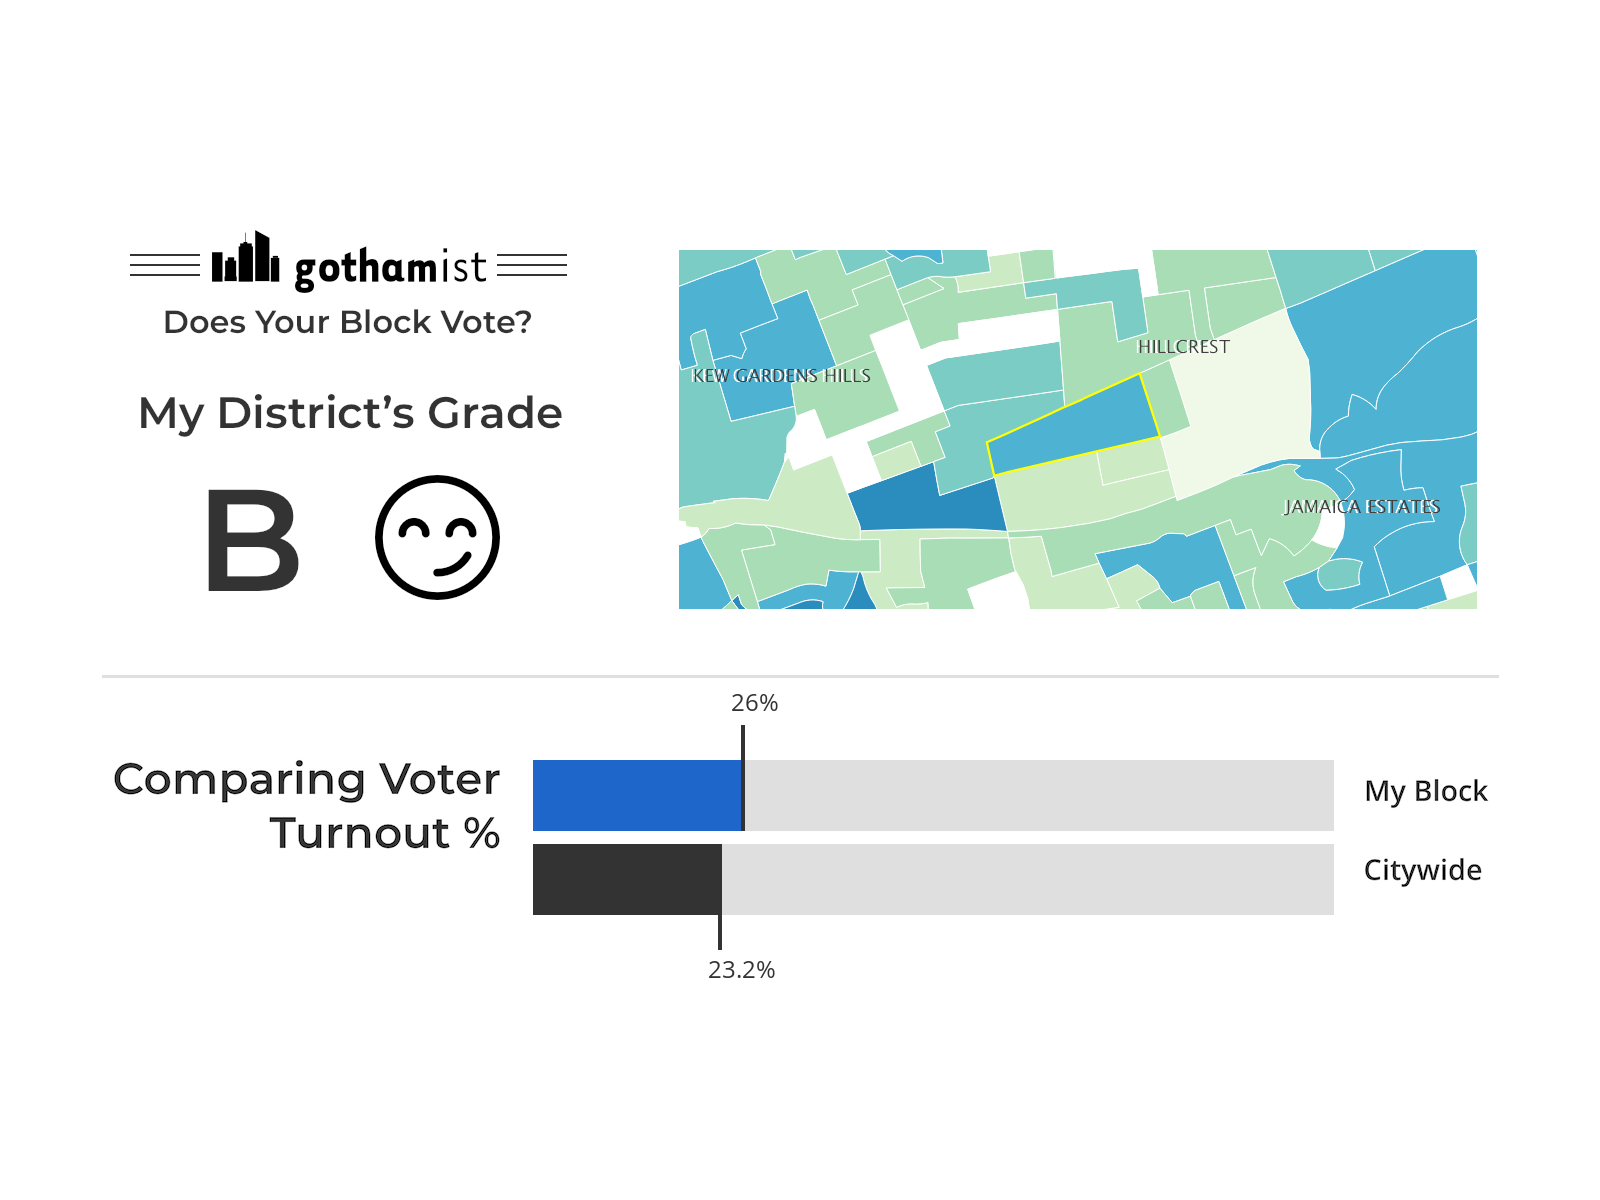 gothamist
Does Your Block Vote?
My District’s Grade
B
KEW GARDENS HILLS
HILLCREST
JAMAICA ESTATES
26%
Comparing Voter
Turnout %
My Block
Citywide
23.2%